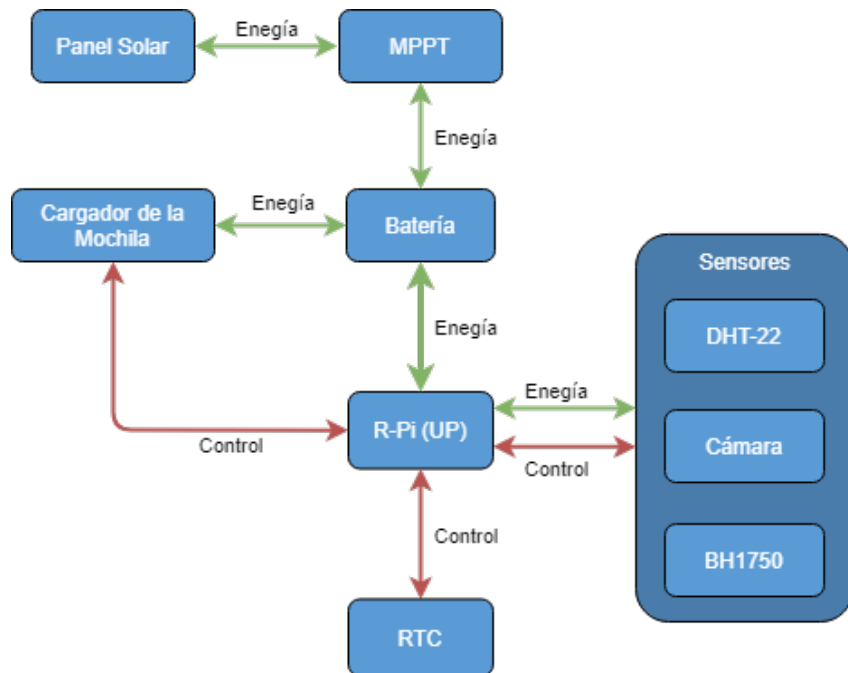 Panel Solar
Enegía
MPPT
Enegía
Cargador de la
Mochila
Enegía
Batería
Sensores
DHT-22
Enegía
Enegía
R-Pi (UP)
Cámara
Control
Control
Control
BH1750
RTC